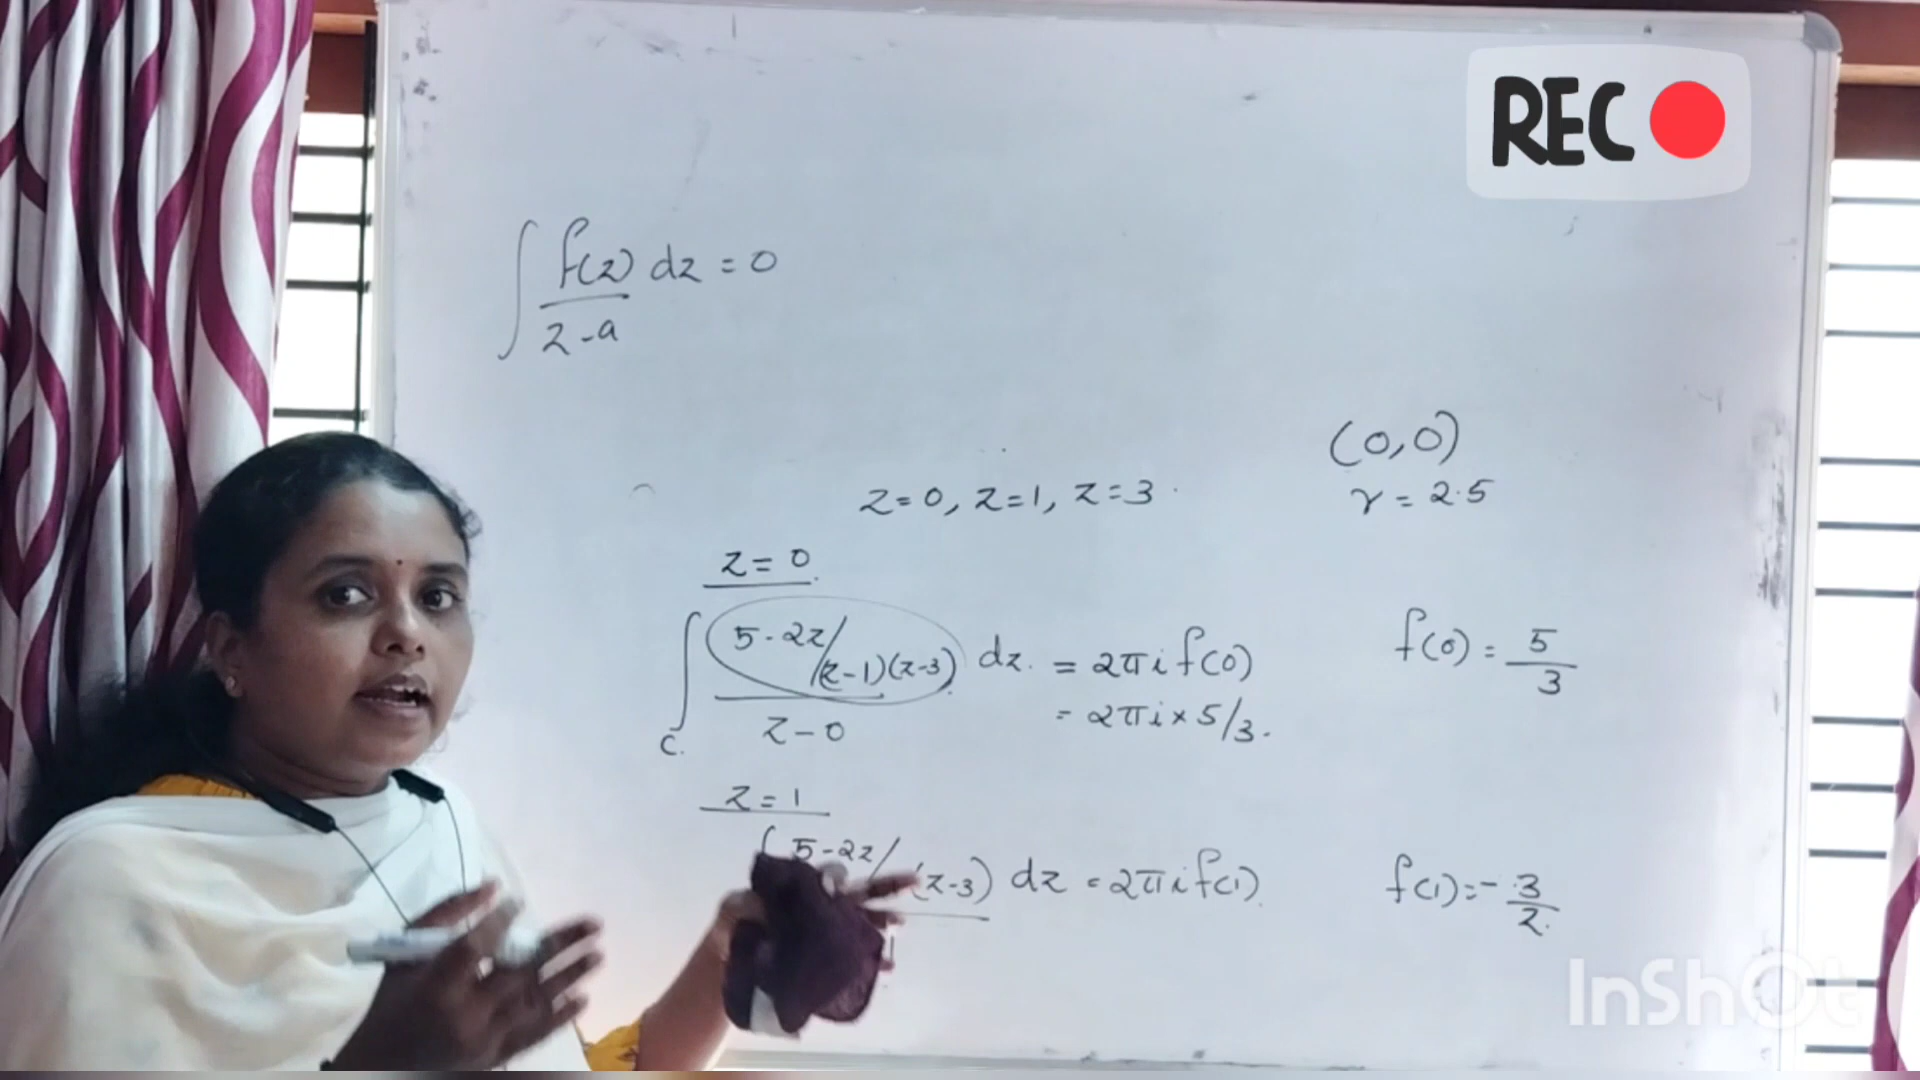 REC
∫ f(z) dz = 0
z-a
(0,0)
z=0, z=1, z=3.
r = 2.5
z=0
∫ 5-2z/(z-1)(z-3) dz. = 2πi f(0)
f(0) = 5/3
z-0
c.
= 2πi × 5/3.
z=1
∫ 5-2z/ (z-3) dz = 2πi f(1)
f(1) = -3/2.
1
InShOt